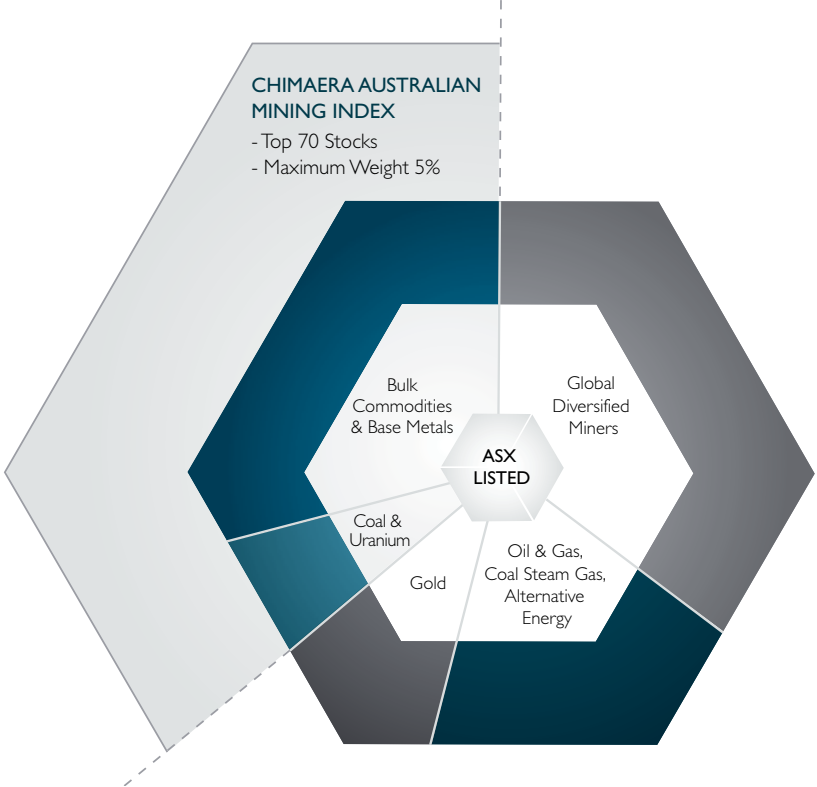 CHIMAERA AUSTRALIAN
MINING INDEX
- Top 70 Stocks
- Maximum Weight 5%
Bulk
Commodities
& Base Metals
Global
Diversified
Miners
ASX
LISTED
Coal &
Uranium
Gold
Oil & Gas,
Coal Steam Gas,
Alternative
Energy